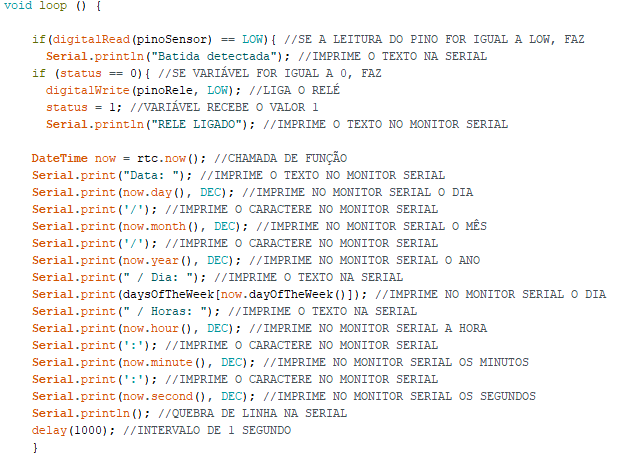 void loop () {
if(digitalRead(pinoSensor) == LOW){ //SE A LEITURA DO PINO FOR IGUAL A LOW, FAZ
Serial.println("Batida detectada"); //IMPRIME O TEXTO NA SERIAL
if (status == 0){ //SE VARIÁVEL FOR IGUAL A 0, FAZ
digitalWrite(pinoRele, LOW); //LIGA O RELÉ
status = 1; //VARIÁVEL RECEBE O VALOR 1
Serial.println("RELE LIGADO"); //IMPRIME O TEXTO NO MONITOR SERIAL
DateTime now = rtc.now(); //CHAMADA DE FUNÇÃO
Serial.print("Data: "); //IMPRIME O TEXTO NO MONITOR SERIAL
Serial.print(now.day(), DEC); //IMPRIME NO MONITOR SERIAL O DIA
Serial.print('/'); //IMPRIME O CARACTERE NO MONITOR SERIAL
Serial.print(now.month(), DEC); //IMPRIME NO MONITOR SERIAL O MÊS
Serial.print('/'); //IMPRIME O CARACTERE NO MONITOR SERIAL
Serial.print(now.year(), DEC); //IMPRIME NO MONITOR SERIAL O ANO
Serial.print(" / Dia: "); //IMPRIME O TEXTO NA SERIAL
Serial.print(daysOfTheWeek[now.dayOfTheWeek()]); //IMPRIME NO MONITOR SERIAL O DIA
Serial.print(" / Horas: "); //IMPRIME O TEXTO NA SERIAL
Serial.print(now.hour(), DEC); //IMPRIME NO MONITOR SERIAL A HORA
Serial.print(':'); //IMPRIME O CARACTERE NO MONITOR SERIAL
Serial.print(now.minute(), DEC); //IMPRIME NO MONITOR SERIAL OS MINUTOS
Serial.print(':'); //IMPRIME O CARACTERE NO MONITOR SERIAL
Serial.print(now.second(), DEC); //IMPRIME NO MONITOR SERIAL OS SEGUNDOS
Serial.println(); //QUEBRA DE LINHA NA SERIAL
delay(1000); //INTERVALO DE 1 SEGUNDO
}